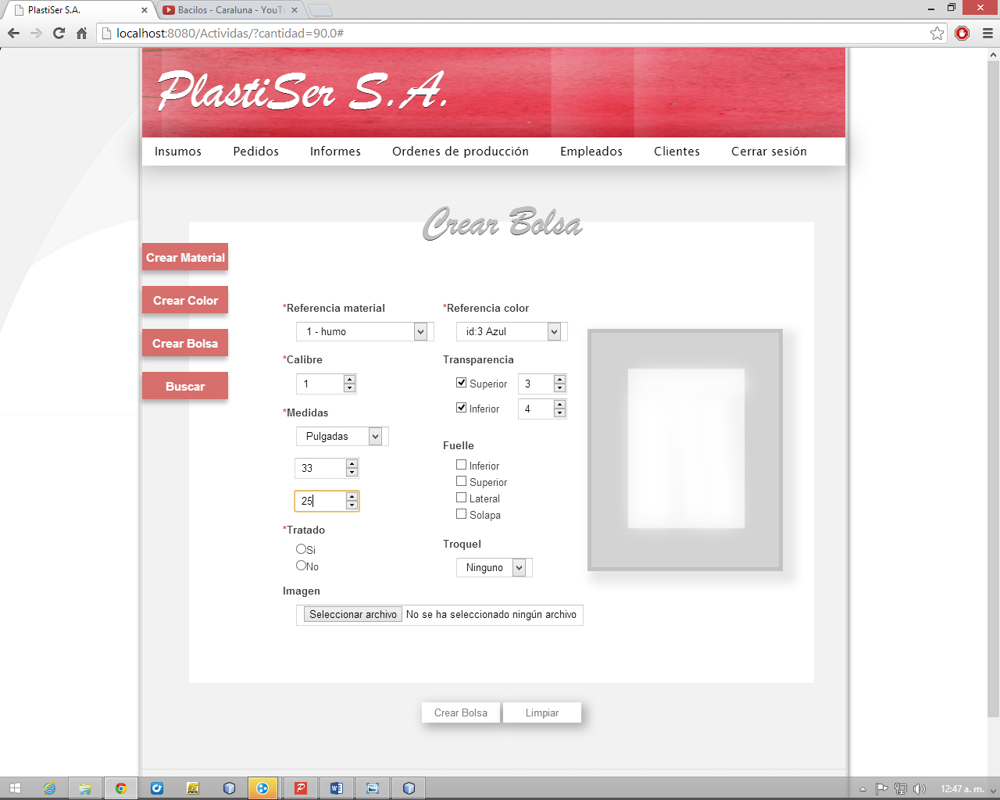 PlastiSer S.A.
Bacilos - Caraluna - YouT
localhost:8080/Actividas/?cantidad=90.0#
PlastiSer S.A.
Insumos Pedidos Informes Ordenes de producción Empleados Clientes Cerrar sesión
Crear Bolsa
Crear Material
Crear Color
Crear Bolsa
Buscar
*Referencia material *Referencia color
1 - humo id:3 Azul
*Calibre Transparencia
1 Superior 3
Inferior 4
*Medidas
Pulgadas
Fuelle
33 Inferior
Superior
25 Lateral
Solapa
*Tratado
Si
No
Troquel
Ninguno
Imagen
Seleccionar archivo No se ha seleccionado ningún archivo
Crear Bolsa Limpiar
12:47 a. m.